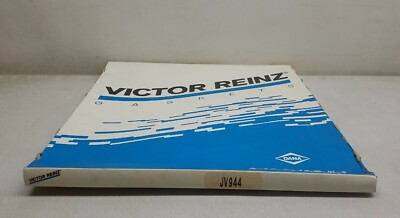 VICTOR REINZ
GASKETS
DANA
VICTOR REINZ
JV944